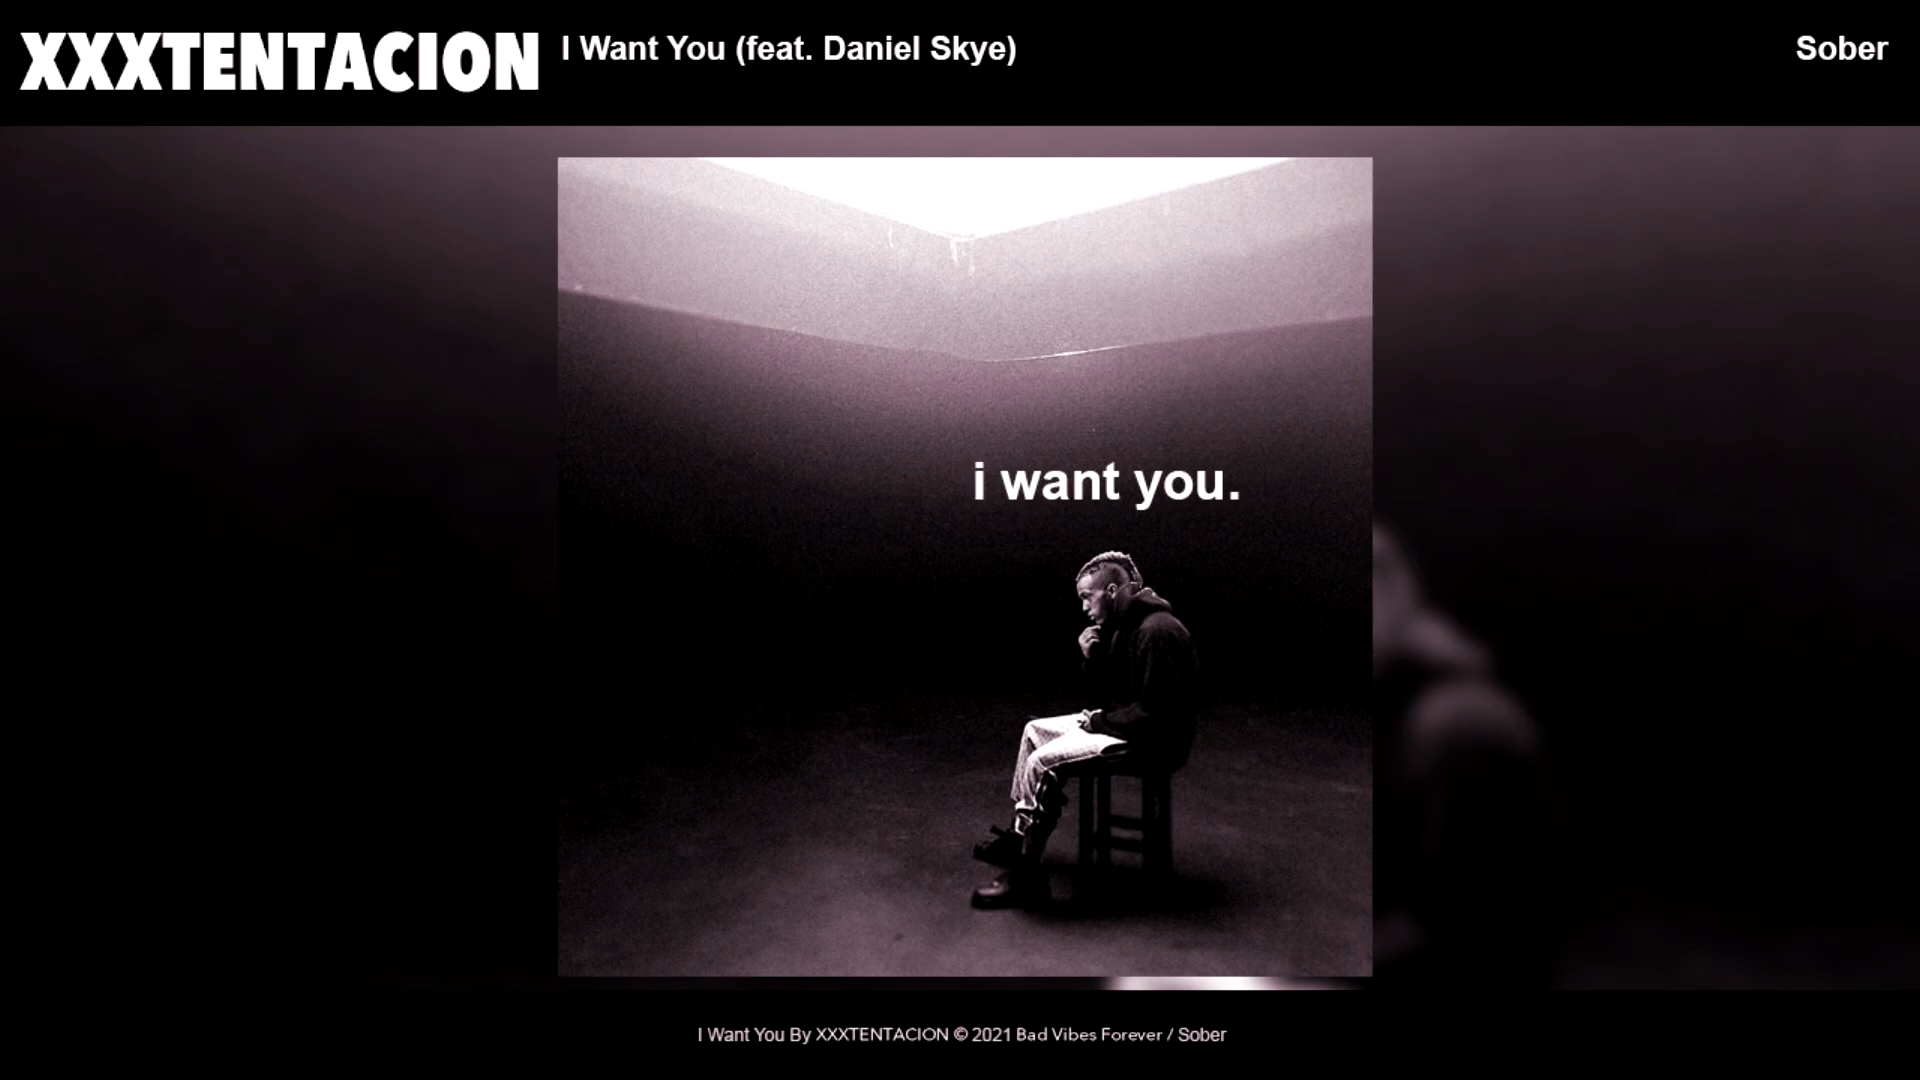 XXXTENTACION I Want You (feat. Daniel Skye) Sober
i want you.
I Want You By XXXTENTACION © 2021 Bad Vibes Forever / Sober